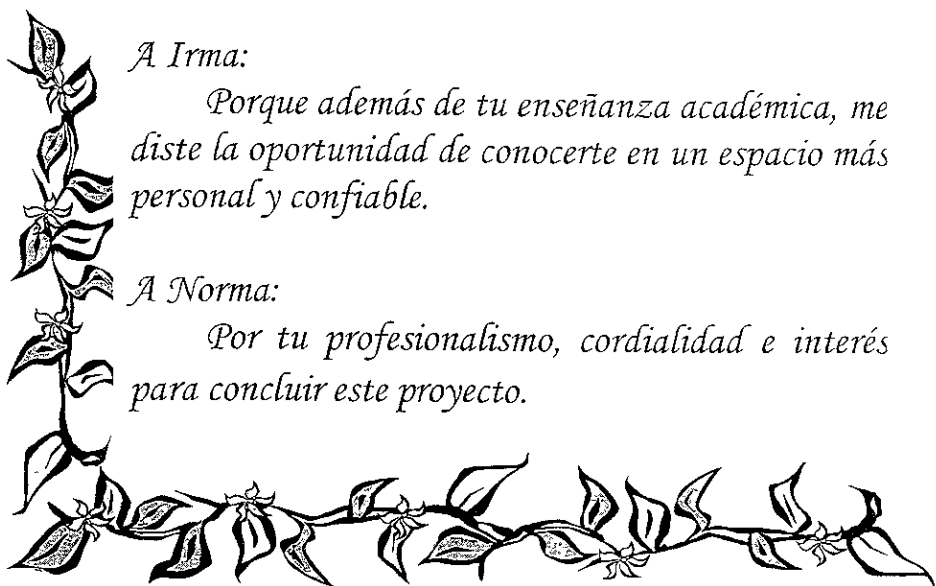 A Irma:
Porque además de tu enseñanza académica, me
diste la oportunidad de conocerte en un espacio más
personal y confiable.
A Norma:
Por tu profesionalismo, cordialidad e interés
para concluir este proyecto.